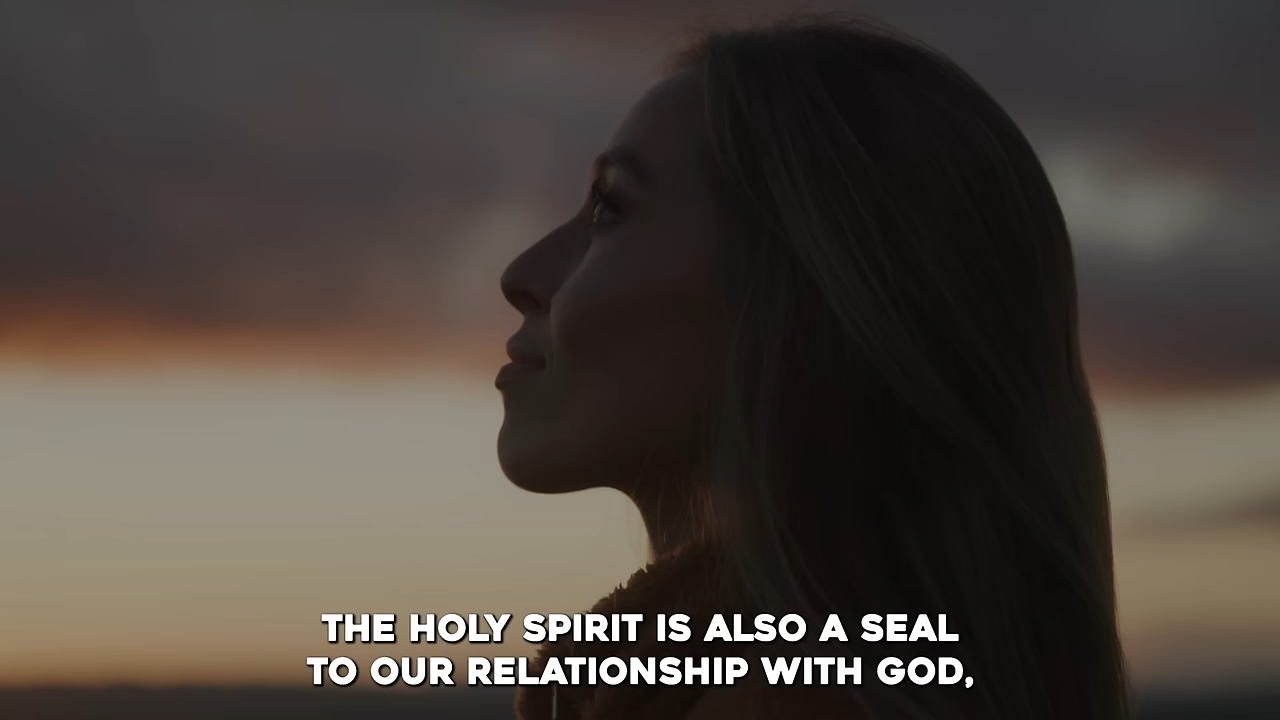 THE HOLY SPIRIT IS ALSO A SEAL
TO OUR RELATIONSHIP WITH GOD,